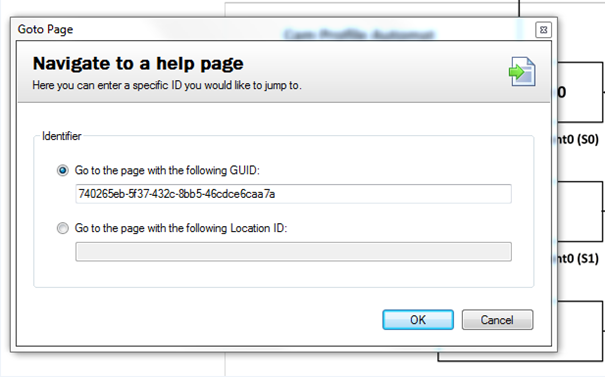 Goto Page
Cam Profile Automat
Navigate to a help page
Here you can enter a specific ID you would like to jump to.
0
Identifier
nt0 (S0)
Go to the page with the following GUID:
740265eb-5f37-432c-8bb5-46cdce6caa7a
Go to the page with the following Location ID:
nt0 (S1)
OK
Cancel